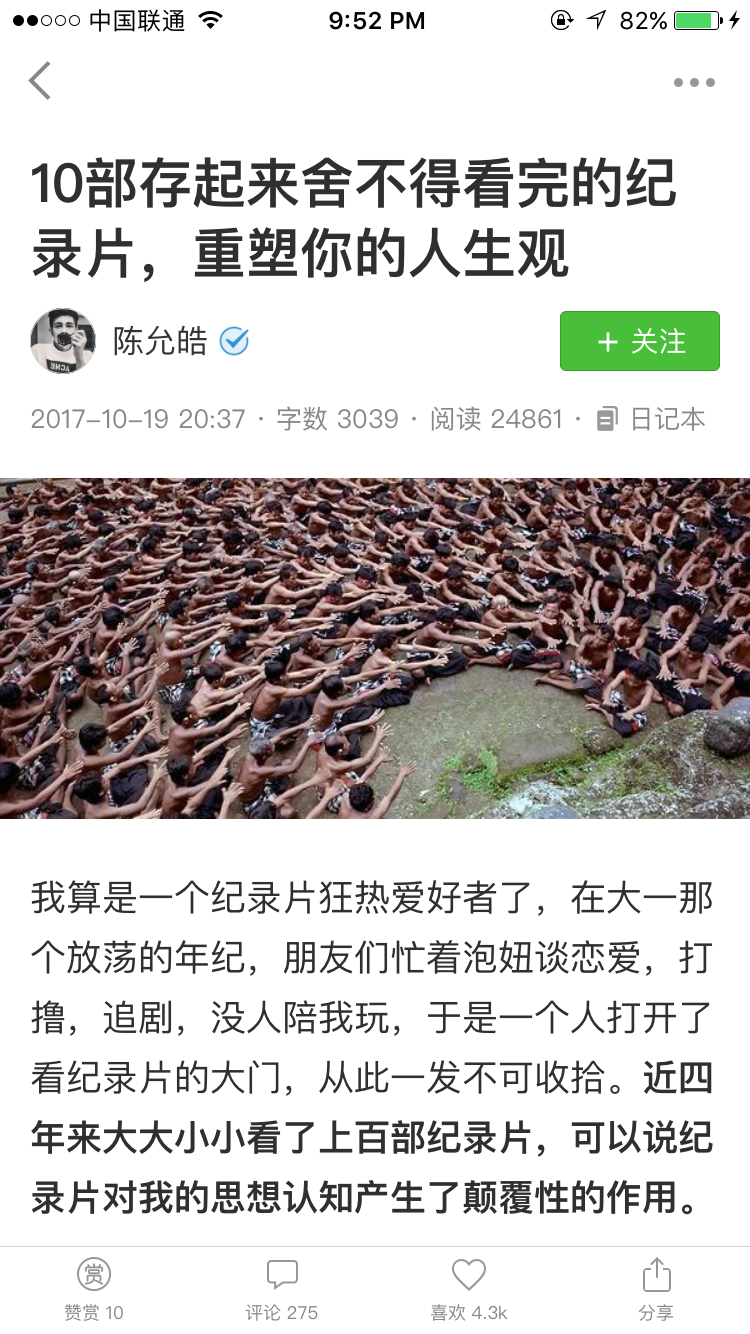 中国联通 9:52 PM 82%
10部存起来舍不得看完的纪
录片，重塑你的人生观
陈允皓 + 关注
2017-10-19 20:37 · 字数 3039 · 阅读 24861 · 日记本
我算是一个纪录片狂热爱好者了，在大一那
个放荡的年纪，朋友们忙着泡妞谈恋爱，打
撸，追剧，没人陪我玩，于是一个人打开了
看纪录片的大门，从此一发不可收拾。近四
年来大大小小看了上百部纪录片，可以说纪
录片对我的思想认知产生了颠覆性的作用。
赏
赞赏 10 评论 275 喜欢 4.3k 分享